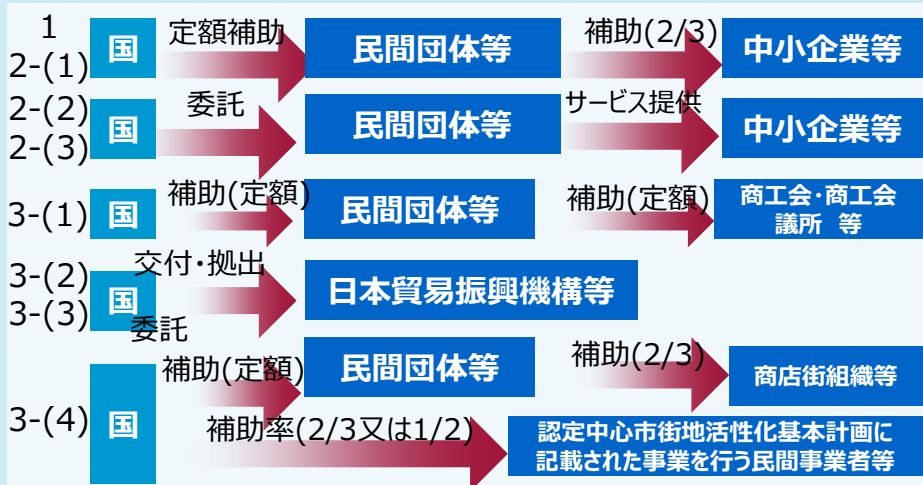 1
2-(1)
国
定額補助
民間団体等
補助(2/3)
中小企業等
2-(2)
2-(3)
国
委託
民間団体等
サービス提供
中小企業等
3-(1)
国
補助(定額)
民間団体等
補助(定額)
商工会・商工会
議所 等
3-(2)
3-(3)
国
交付・拠出
委託
日本貿易振興機構等
3-(4)
国
補助(定額)
民間団体等
補助(2/3)
商店街組織等
補助率(2/3又は1/2)
認定中心市街地活性化基本計画に
記載された事業を行う民間事業者等